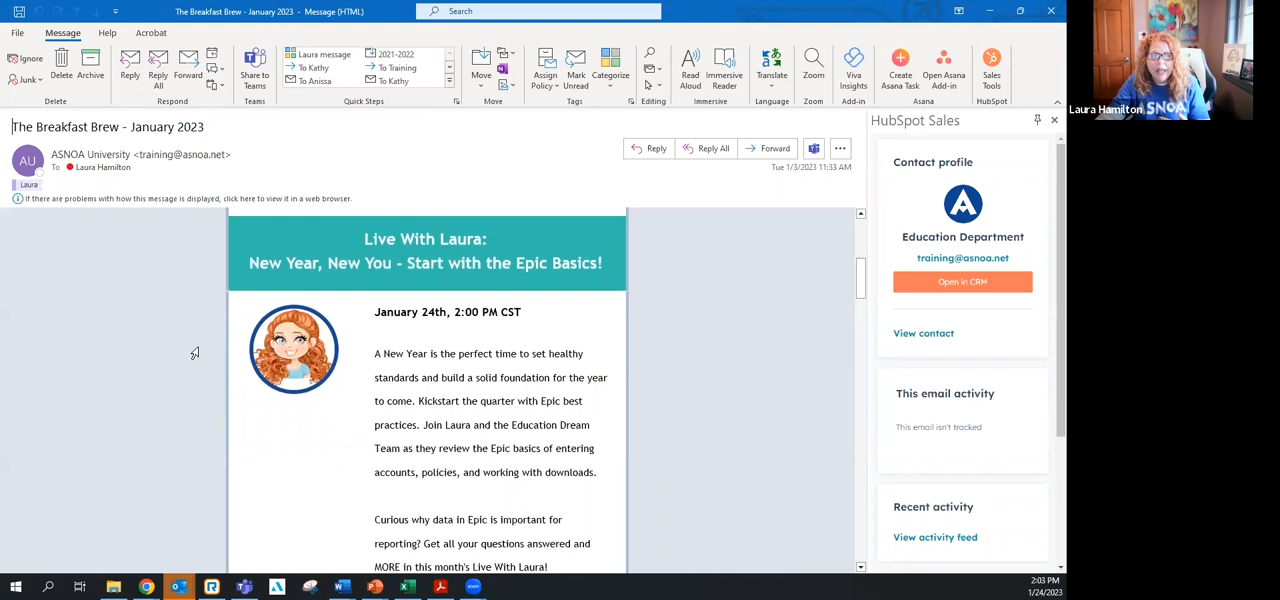 The Breakfast Brew - January 2023 - Message (HTML)
Search
File
Message
Help
Acrobat
Ignore
Junk
Delete
Archive
Delete
Reply
Reply All
Forward
Respond
Share to Teams
Teams
Laura message
To Kathy
To Anissa
2021-2022
To Training
To Kathy
Quick Steps
Move
Move
Assign Policy
Mark Unread
Categorize
Tags
Editing
Read Aloud
Immersive Reader
Immersive
Translate
Language
Zoom
Zoom
Viva Insights
Add-in
Create Asana Task
Open Asana Add-in
Asana
Sales Tools
HubSpot
Laura Hamilton
SNOA
The Breakfast Brew - January 2023
AU
ASNOA University <training@asnoa.net>
To Laura Hamilton
Laura
Reply
Reply All
Forward
Tue 1/3/2023 11:33 AM
If there are problems with how this message is displayed, click here to view it in a web browser.
Live With Laura:
New Year, New You - Start with the Epic Basics!
January 24th, 2:00 PM CST
A New Year is the perfect time to set healthy
standards and build a solid foundation for the year
to come. Kickstart the quarter with Epic best
practices. Join Laura and the Education Dream
Team as they review the Epic basics of entering
accounts, policies, and working with downloads.
Curious why data in Epic is important for
reporting? Get all your questions answered and
MORE in this month's Live With Laura!
HubSpot Sales
Contact profile
Education Department
training@asnoa.net
Open in CRM
View contact
This email activity
This email isn't tracked
Recent activity
View activity feed
2:03 PM
1/24/2023